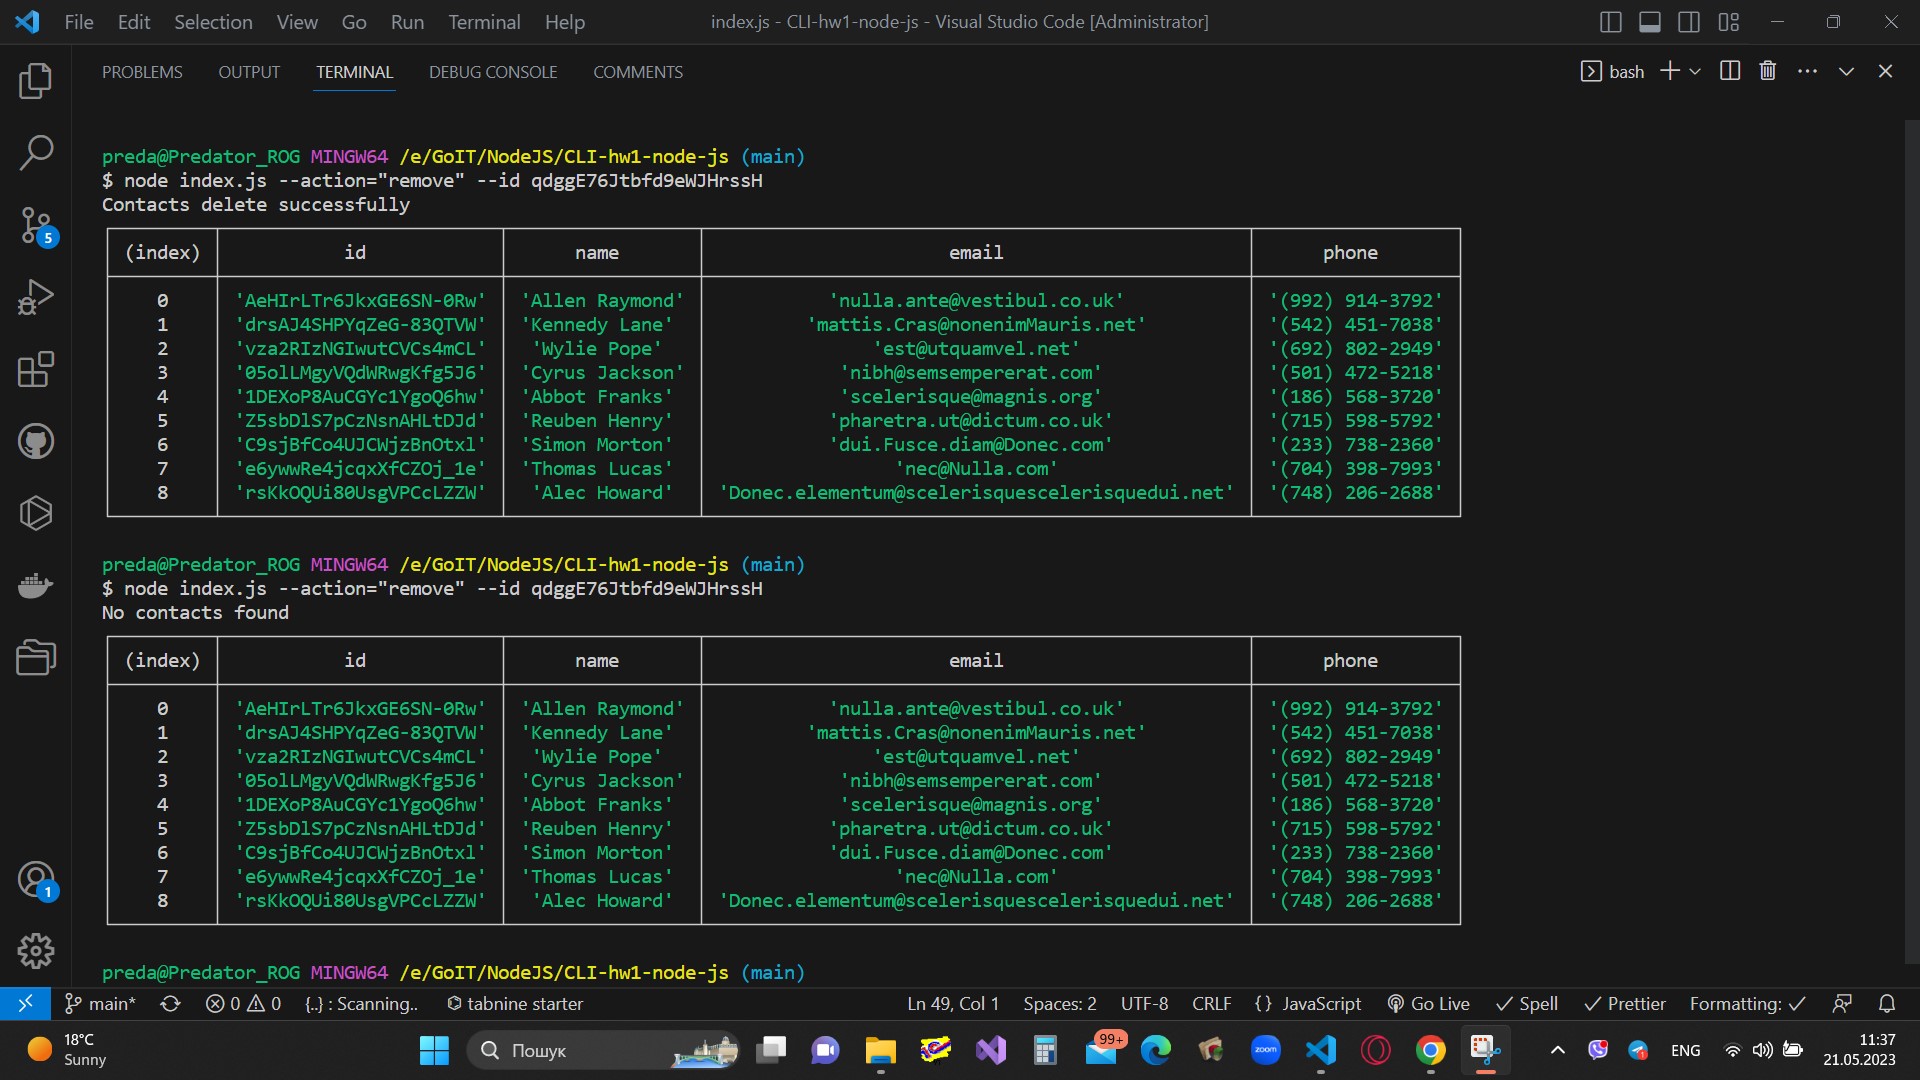 File Edit Selection View Go Run Terminal Help index.js - CLI-hw1-node-js - Visual Studio Code [Administrator]
PROBLEMS OUTPUT TERMINAL DEBUG CONSOLE COMMENTS bash
preda@Predator_ROG MINGW64 /e/GoIT/NodeJS/CLI-hw1-node-js (main)
$ node index.js --action="remove" --id qdggE76Jtbfd9eWJHrssH
Contacts delete successfully
(index) id name email phone
0 'AeHIrLTr6JkxGE6SN-0Rw' 'Allen Raymond' 'nulla.ante@vestibul.co.uk' '(992) 914-3792'
1 'drsAJ4SHPYqZeG-83QTVW' 'Kennedy Lane' 'mattis.Cras@nonenimMauris.net' '(542) 451-7038'
2 'vza2RIzNGIwutCVCs4mCL' 'Wylie Pope' 'est@utquamvel.net' '(692) 802-2949'
3 '05olLMgyVQdWRwgKfg5J6' 'Cyrus Jackson' 'nibh@semsempererat.com' '(501) 472-5218'
4 '1DEXoP8AuCGYc1YgoQ6hw' 'Abbot Franks' 'scelerisque@magnis.org' '(186) 568-3720'
5 'Z5sbDlS7pCzNsnAHLtDJd' 'Reuben Henry' 'pharetra.ut@dictum.co.uk' '(715) 598-5792'
6 'C9sjBfCo4UJCWjzBnOtxl' 'Simon Morton' 'dui.Fusce.diam@Donec.com' '(233) 738-2360'
7 'e6ywwRe4jcqxXfCZOj_1e' 'Thomas Lucas' 'nec@Nulla.com' '(704) 398-7993'
8 'rsKkOQUi80UsgVPCcLZZW' 'Alec Howard' 'Donec.elementum@scelerisquescelerisquedui.net' '(748) 206-2688'
preda@Predator_ROG MINGW64 /e/GoIT/NodeJS/CLI-hw1-node-js (main)
$ node index.js --action="remove" --id qdggE76Jtbfd9eWJHrssH
No contacts found
(index) id name email phone
0 'AeHIrLTr6JkxGE6SN-0Rw' 'Allen Raymond' 'nulla.ante@vestibul.co.uk' '(992) 914-3792'
1 'drsAJ4SHPYqZeG-83QTVW' 'Kennedy Lane' 'mattis.Cras@nonenimMauris.net' '(542) 451-7038'
2 'vza2RIzNGIwutCVCs4mCL' 'Wylie Pope' 'est@utquamvel.net' '(692) 802-2949'
3 '05olLMgyVQdWRwgKfg5J6' 'Cyrus Jackson' 'nibh@semsempererat.com' '(501) 472-5218'
4 '1DEXoP8AuCGYc1YgoQ6hw' 'Abbot Franks' 'scelerisque@magnis.org' '(186) 568-3720'
5 'Z5sbDlS7pCzNsnAHLtDJd' 'Reuben Henry' 'pharetra.ut@dictum.co.uk' '(715) 598-5792'
6 'C9sjBfCo4UJCWjzBnOtxl' 'Simon Morton' 'dui.Fusce.diam@Donec.com' '(233) 738-2360'
7 'e6ywwRe4jcqxXfCZOj_1e' 'Thomas Lucas' 'nec@Nulla.com' '(704) 398-7993'
8 'rsKkOQUi80UsgVPCcLZZW' 'Alec Howard' 'Donec.elementum@scelerisquescelerisquedui.net' '(748) 206-2688'
preda@Predator_ROG MINGW64 /e/GoIT/NodeJS/CLI-hw1-node-js (main)
5
1
main* 0 0 {..} : Scanning.. tabnine starter Ln 49, Col 1 Spaces: 2 UTF-8 CRLF {} JavaScript Go Live Spell Prettier Formatting:
18°C
Sunny
Пошук
99+
zoom
ENG
11:37
21.05.2023